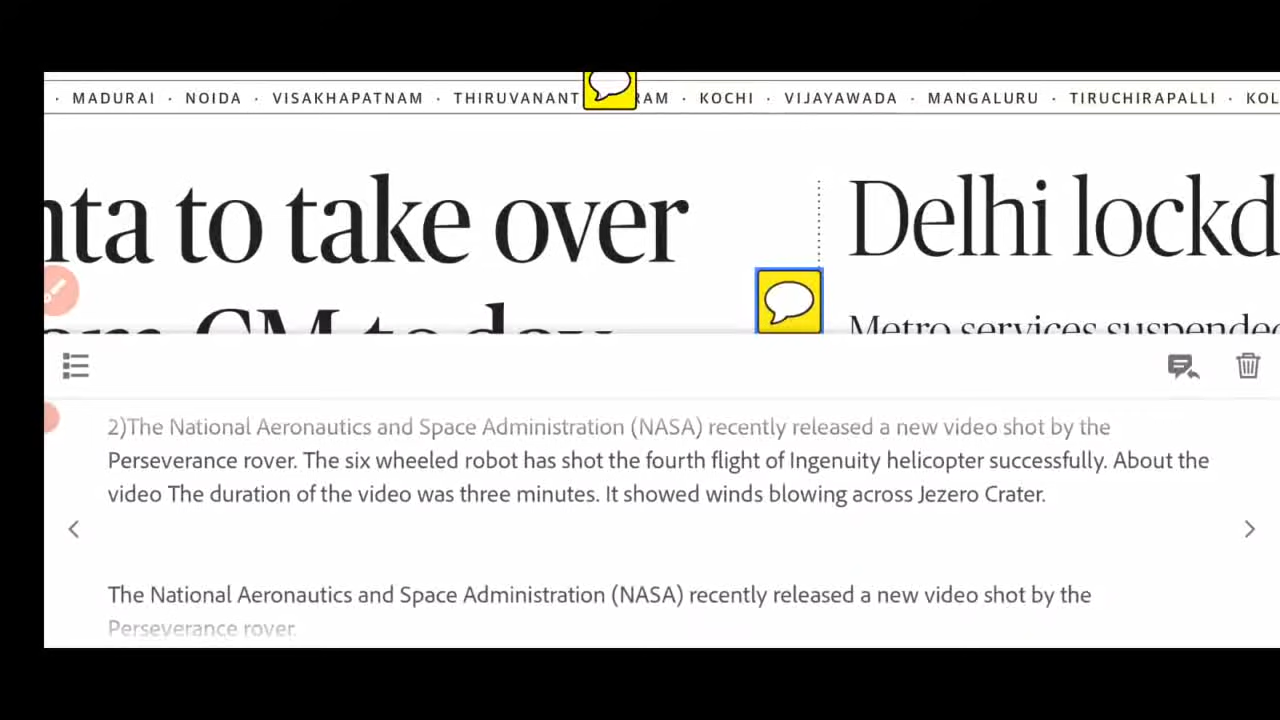 · MADURAI · NOIDA · VISAKHAPATNAM · THIRUVANANT RAM · KOCHI · VIJAYAWADA · MANGALURU · TIRUCHIRAPALLI · KOL
nta to take over
om CM today
Delhi lockd
Metro services suspended
2)The National Aeronautics and Space Administration (NASA) recently released a new video shot by the
Perseverance rover. The six wheeled robot has shot the fourth flight of Ingenuity helicopter successfully. About the
video The duration of the video was three minutes. It showed winds blowing across Jezero Crater.
The National Aeronautics and Space Administration (NASA) recently released a new video shot by the
Perseverance rover.